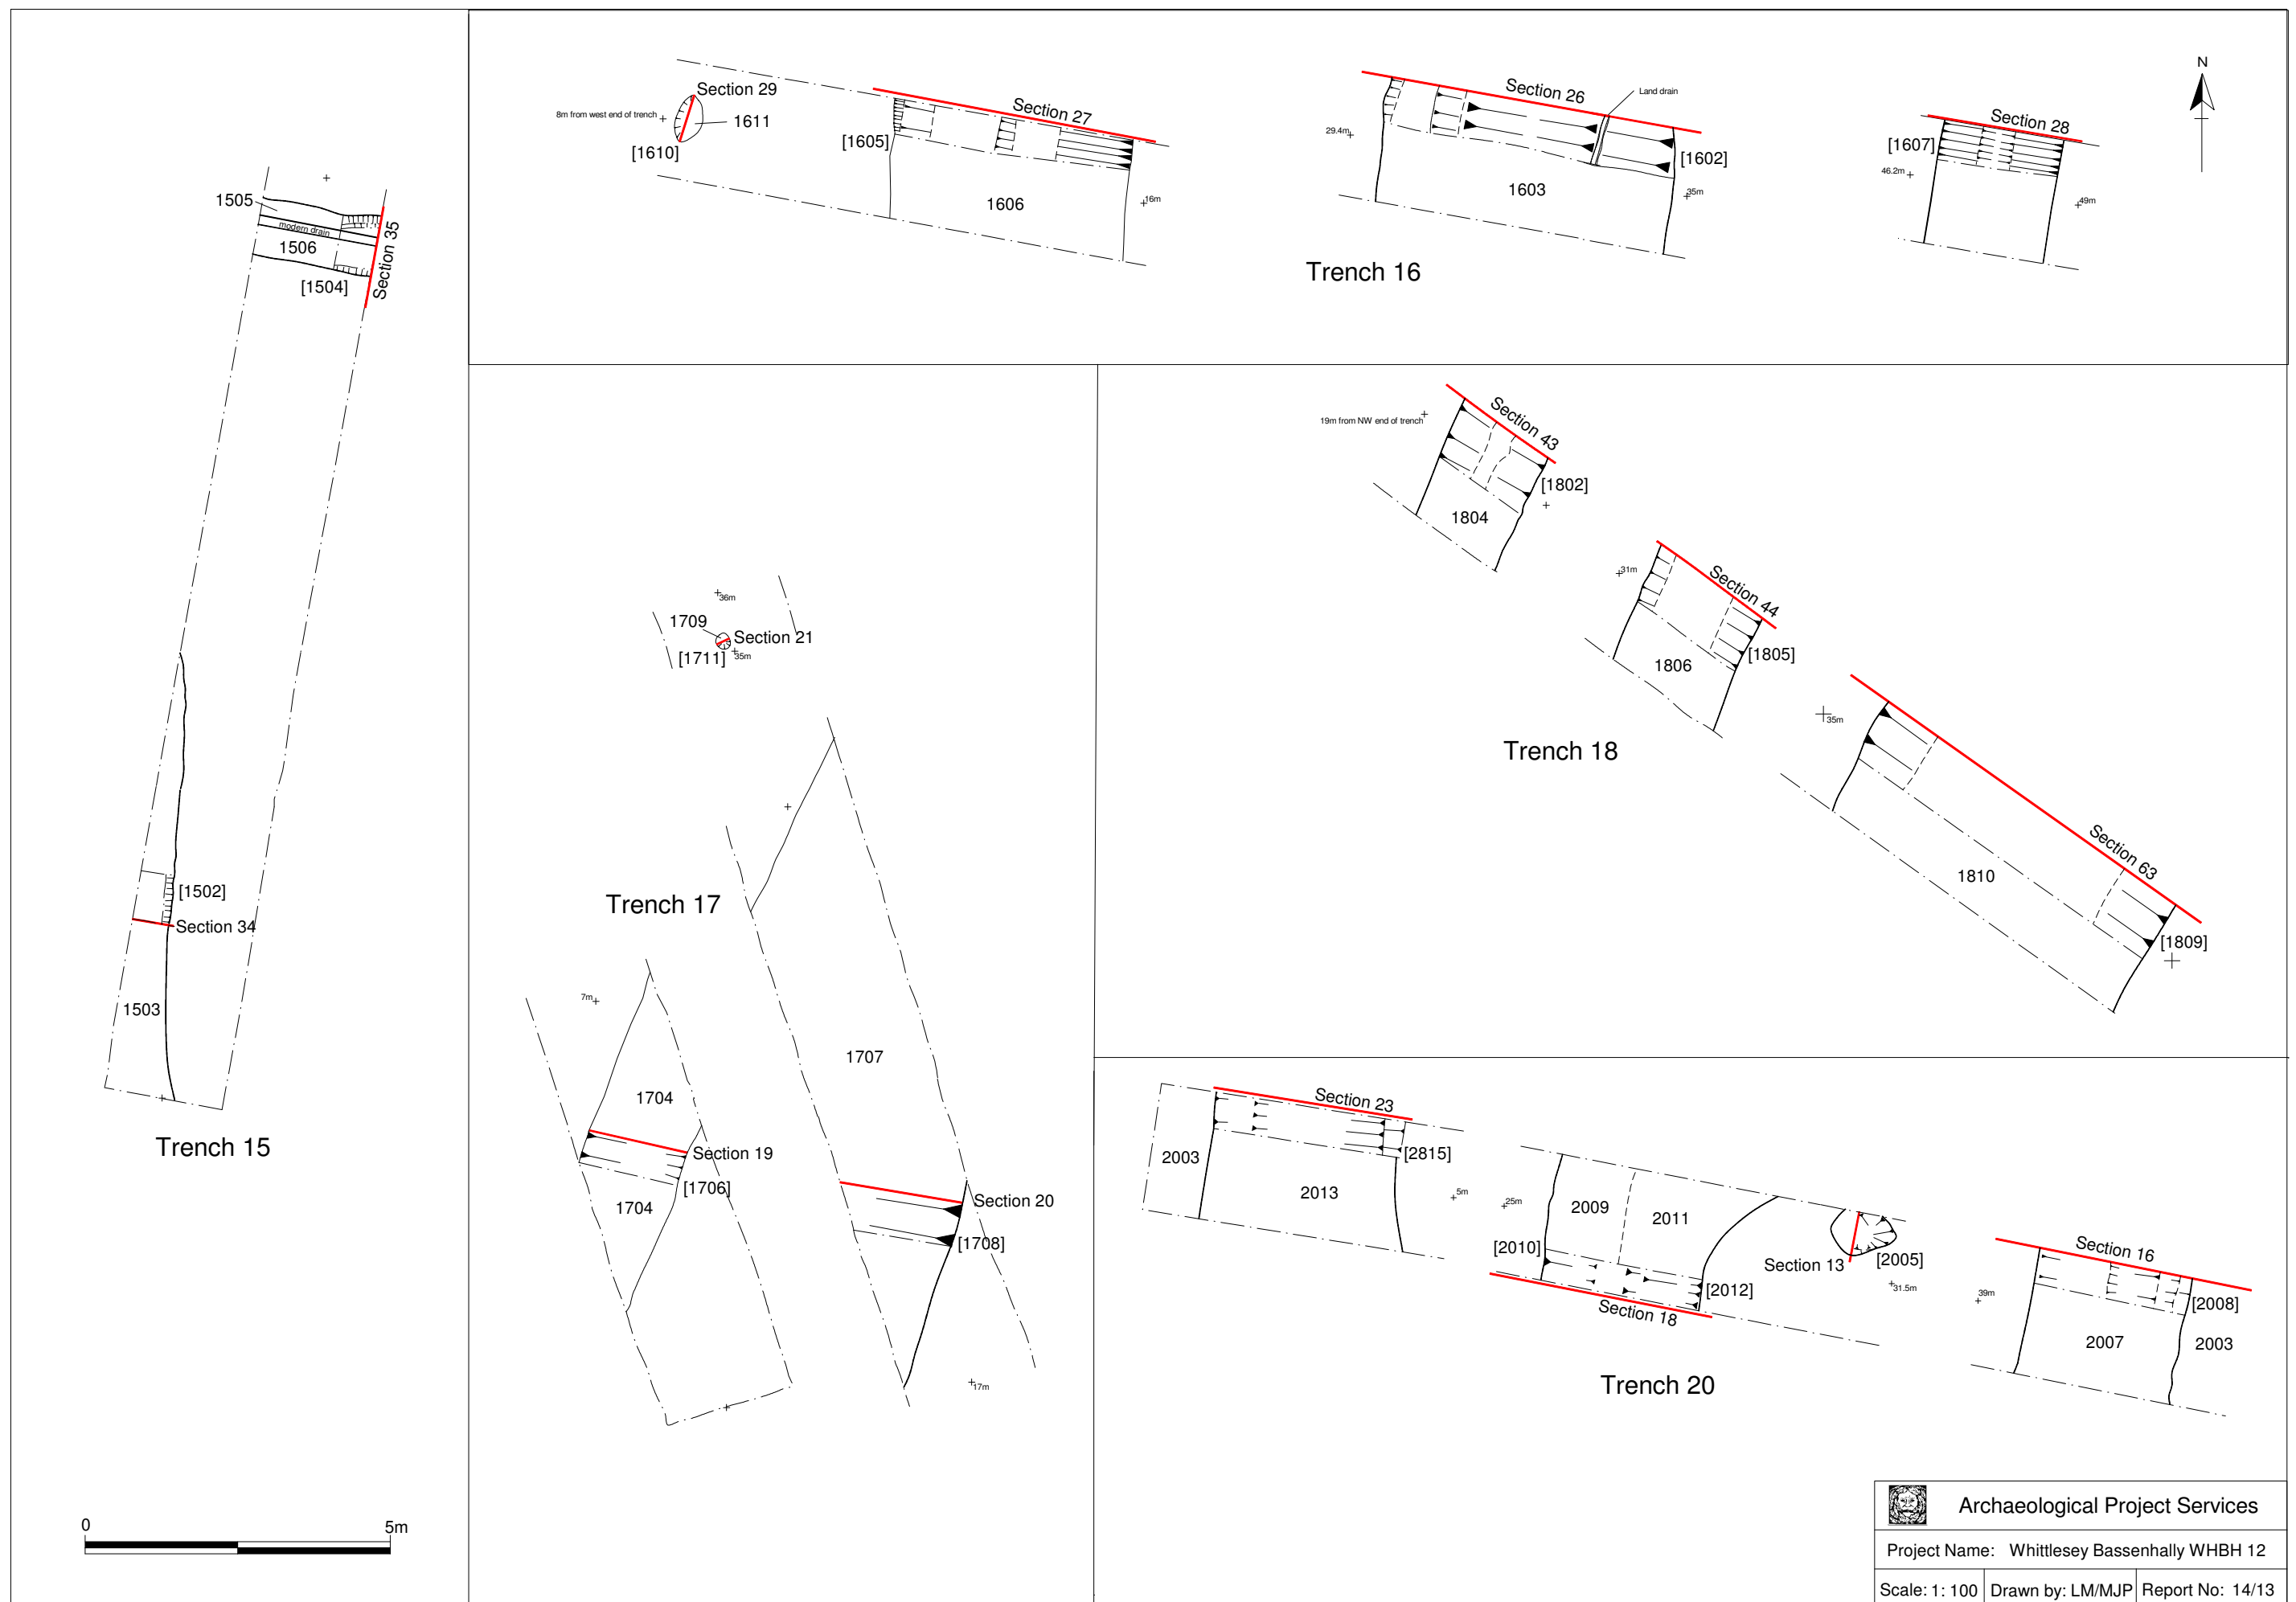 1505
modern drain
1506
[1504]
Section 35
[1502]
Section 34
1503
Trench 15
0
5m
Section 29
8m from west end of trench
1611
[1610]
Section 27
[1605]
1606
16m
Section 26
Land drain
29.4m
[1602]
1603
35m
Section 28
[1607]
46.2m
49m
N
Trench 16
36m
1709
Section 21
[1711]
35m
Trench 17
7m
1704
Section 19
[1706]
1704
1707
Section 20
[1708]
17m
19m from NW end of trench
Section 43
[1802]
1804
31m
Section 44
[1805]
1806
Trench 18
35m
Section 63
1810
[1809]
Section 23
2003
[2815]
2013
5m
25m
2009
2011
[2010]
[2012]
Section 18
Section 13
[2005]
31.5m
39m
Section 16
[2008]
2007
2003
Trench 20
Archaeological Project Services
Project Name: Whittlesey Bassenhally WHBH 12
Scale: 1: 100 Drawn by: LM/MJP Report No: 14/13